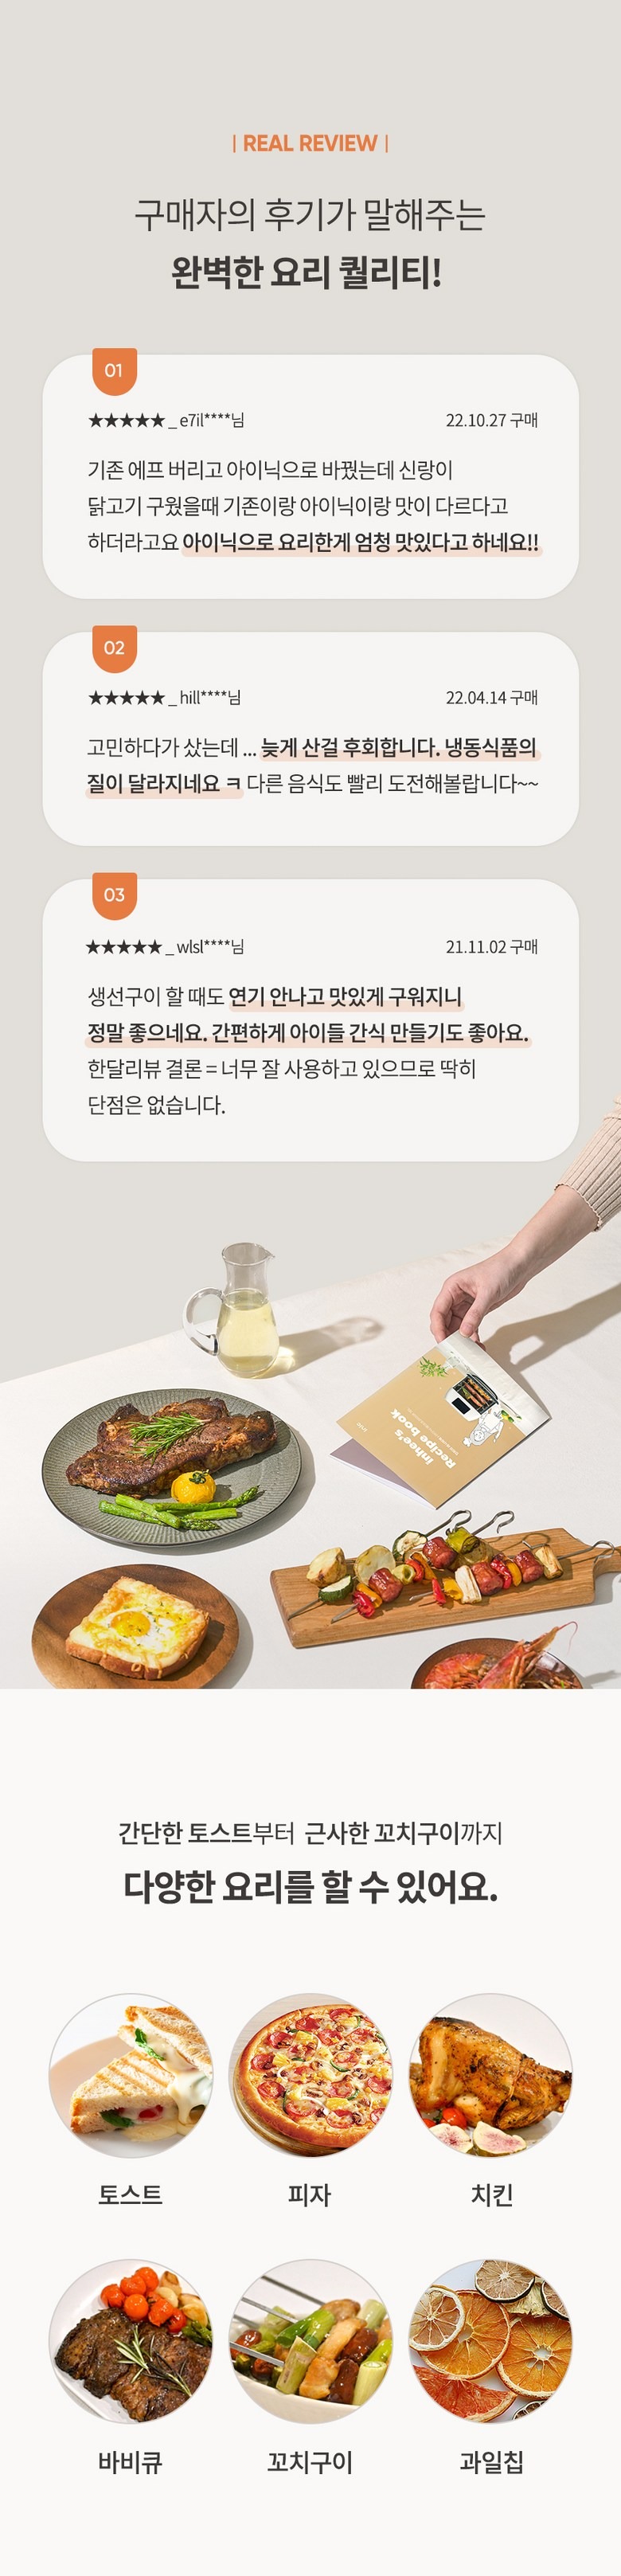 | REAL REVIEW |
구매자의 후기가 말해주는
완벽한 요리 퀄리티!
01
★★★★★ _ e7il****님 22.10.27 구매
기존 에프 버리고 아이닉으로 바꿨는데 신랑이
닭고기 구웠을때 기존이랑 아이닉이랑 맛이 다르다고
하더라고요 아이닉으로 요리한게 엄청 맛있다고 하네요!!
02
★★★★★ _ hill****님 22.04.14 구매
고민하다가 샀는데 ... 늦게 산걸 후회합니다. 냉동식품의
질이 달라지네요 ㅋ 다른 음식도 빨리 도전해볼랍니다~~
03
★★★★★ _ wlsl****님 21.11.02 구매
생선구이 할 때도 연기 안나고 맛있게 구워지니
정말 좋으네요. 간편하게 아이들 간식 만들기도 좋아요.
한달리뷰 결론 = 너무 잘 사용하고 있으므로 딱히
단점은 없습니다.
Inhee's
Recipe book
간단한 토스트부터 근사한 꼬치구이까지
다양한 요리를 할 수 있어요.
토스트 피자 치킨
바비큐 꼬치구이 과일칩